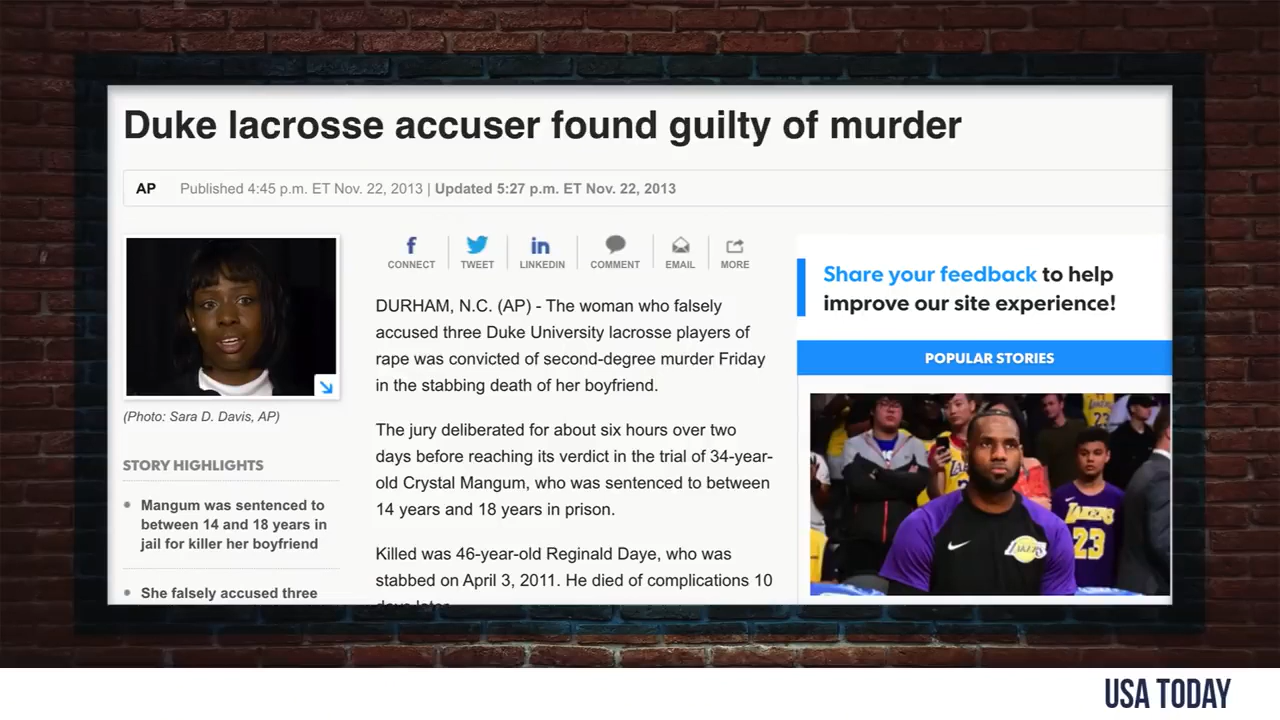 Duke lacrosse accuser found guilty of murder
AP Published 4:45 p.m. ET Nov. 22, 2013 | Updated 5:27 p.m. ET Nov. 22, 2013
(Photo: Sara D. Davis, AP)
STORY HIGHLIGHTS
Mangum was sentenced to
between 14 and 18 years in
jail for killer her boyfriend
She falsely accused three
f CONNECT
TWEET
in LINKEDIN
COMMENT
EMAIL
MORE
DURHAM, N.C. (AP) - The woman who falsely
accused three Duke University lacrosse players of
rape was convicted of second-degree murder Friday
in the stabbing death of her boyfriend.
The jury deliberated for about six hours over two
days before reaching its verdict in the trial of 34-year-
old Crystal Mangum, who was sentenced to between
14 years and 18 years in prison.
Killed was 46-year-old Reginald Daye, who was
stabbed on April 3, 2011. He died of complications 10
days later
Share your feedback to help
improve our site experience!
POPULAR STORIES
LAKERS
LAKERS
23
23
USA TODAY